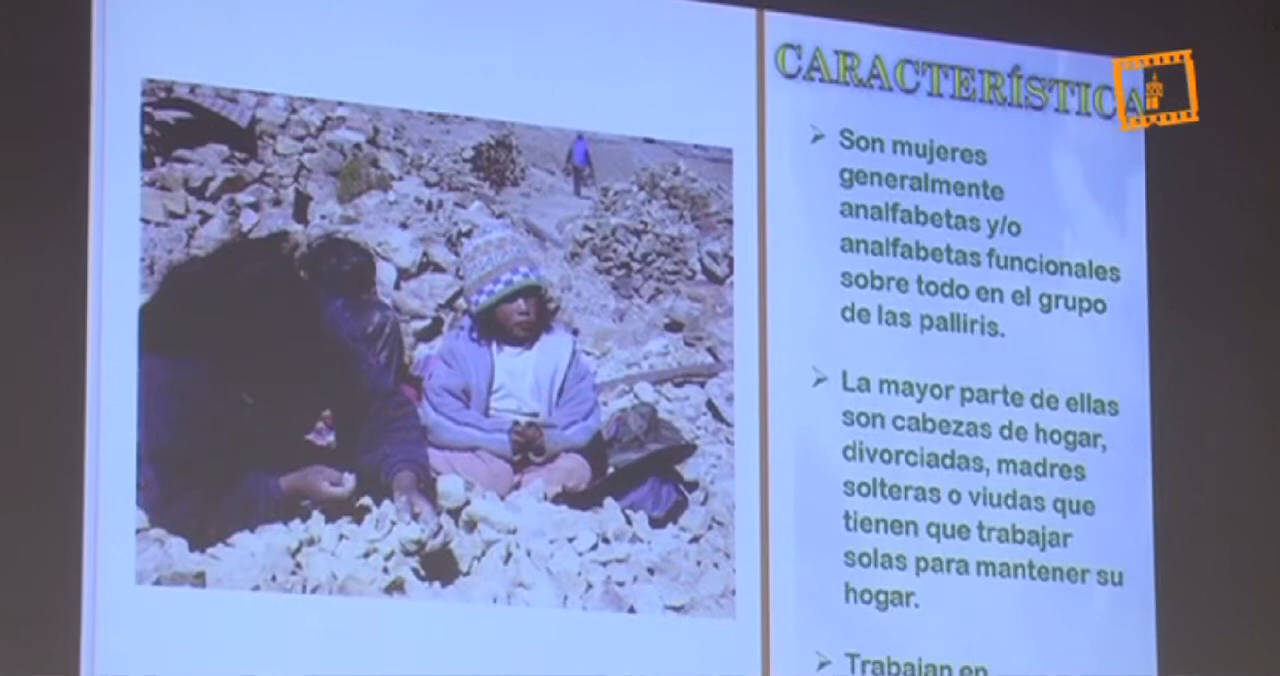 CARACTERÍSTICA
Son mujeres
generalmente
analfabetas y/o
analfabetas funcionales
sobre todo en el grupo
de las palliris.
La mayor parte de ellas
son cabezas de hogar,
divorciadas, madres
solteras o viudas que
tienen que trabajar
solas para mantener su
hogar.
Trabajan en